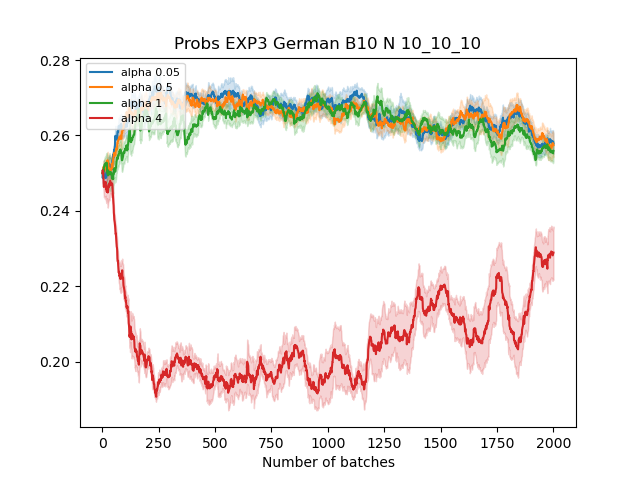 Probs EXP3 German B10 N 10_10_10
0.28
0.26
0.24
0.22
0.20
alpha 0.05
alpha 0.5
alpha 1
alpha 4
0 250 500 750 1000 1250 1500 1750 2000
Number of batches